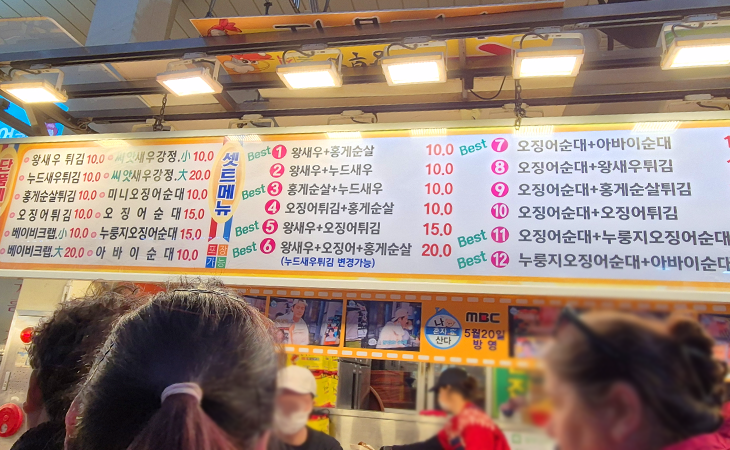 왕새우 튀김 10.0
누드새우튀김 10.0
홍게살튀김 10.0
오징어 튀김 10.0
베이비크랩.小 10.0
베이비크랩.大 20.0
씨앗새우강정.小 10.0
씨앗새우강정.大 20.0
미니오징어순대 10.0
오징어순대 15.0
누룽지오징어순대 15.0
아바이순대 10.0
셋트메뉴
포장
가능
Best 1 왕새우+홍게순살 10.0
Best 2 왕새우+누드새우 10.0
Best 3 홍게순살+누드새우 10.0
Best 4 오징어튀김+홍게순살 10.0
Best 5 왕새우+오징어튀김 15.0
Best 6 왕새우+오징어+홍게순살 20.0
(누드새우튀김 변경가능)
Best 7 오징어순대+아바이순대
8 오징어순대+왕새우튀김
9 오징어순대+홍게순살튀김
10 오징어순대+오징어튀김
Best 11 오징어순대+누룽지오징어순대
Best 12 누룽지오징어순대+아바이순대
나
혼자
산다
MBC
5월20일
방영